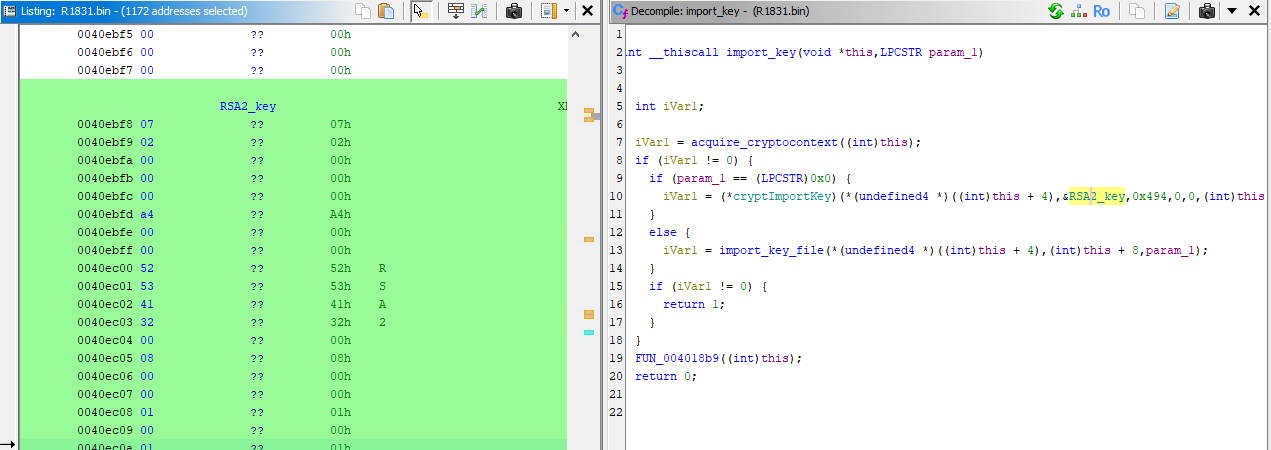 Listing: R1831.bin - (1172 addresses selected)
0040ebf5 00 ?? 00h
0040ebf6 00 ?? 00h
0040ebf7 00 ?? 00h
RSA2_key
0040ebf8 07 ?? 07h
0040ebf9 02 ?? 02h
0040ebfa 00 ?? 00h
0040ebfb 00 ?? 00h
0040ebfc 00 ?? 00h
0040ebfd a4 ?? A4h
0040ebfe 00 ?? 00h
0040ebff 00 ?? 00h
0040ec00 52 ?? 52h R
0040ec01 53 ?? 53h S
0040ec02 41 ?? 41h A
0040ec03 32 ?? 32h 2
0040ec04 00 ?? 00h
0040ec05 08 ?? 08h
0040ec06 00 ?? 00h
0040ec07 00 ?? 00h
0040ec08 01 ?? 01h
0040ec09 00 ?? 00h
0040ec0a 01 ?? 01h
Decompile: import_key - (R1831.bin)
Ro
1
2 nt __thiscall import_key(void *this,LPCSTR param_1)
3
4
5 int iVar1;
6
7 iVar1 = acquire_cryptocontext((int)this);
8 if (iVar1 != 0) {
9 if (param_1 == (LPCSTR)0x0) {
10 iVar1 = (*cryptImportKey)(*(undefined4 *)((int)this + 4),&RSA2_key,0x494,0,0,(int)this
11 }
12 else {
13 iVar1 = import_key_file(*(undefined4 *)((int)this + 4),(int)this + 8,param_1);
14 }
15 if (iVar1 != 0) {
16 return 1;
17 }
18 }
19 FUN_004018b9((int)this);
20 return 0;
21
22